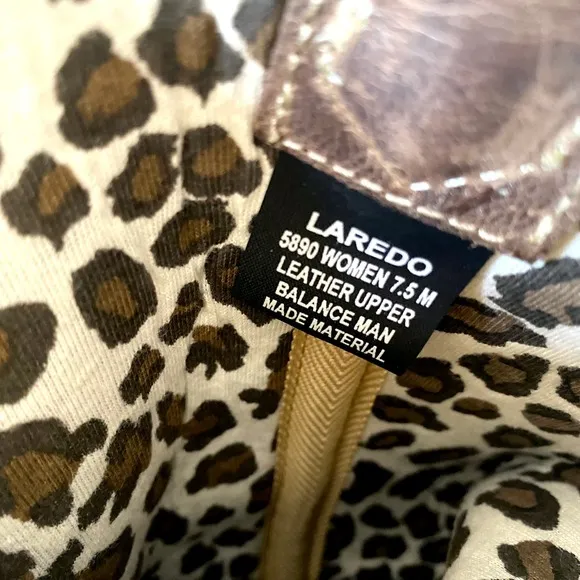 LAREDO
5890 WOMEN 7.5 M
LEATHER UPPER
BALANCE MAN
MADE MATERIAL